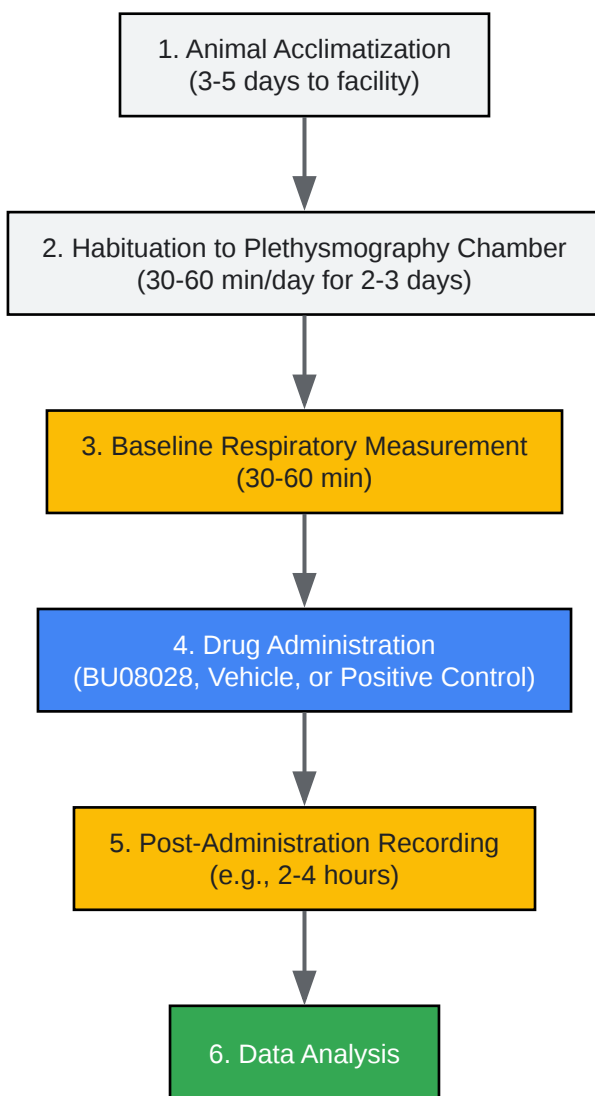 1. Animal Acclimatization
(3-5 days to facility)
2. Habituation to Plethysmography Chamber
(30-60 min/day for 2-3 days)
3. Baseline Respiratory Measurement
(30-60 min)
4. Drug Administration
(BU08028, Vehicle, or Positive Control)
5. Post-Administration Recording
(e.g., 2-4 hours)
6. Data Analysis